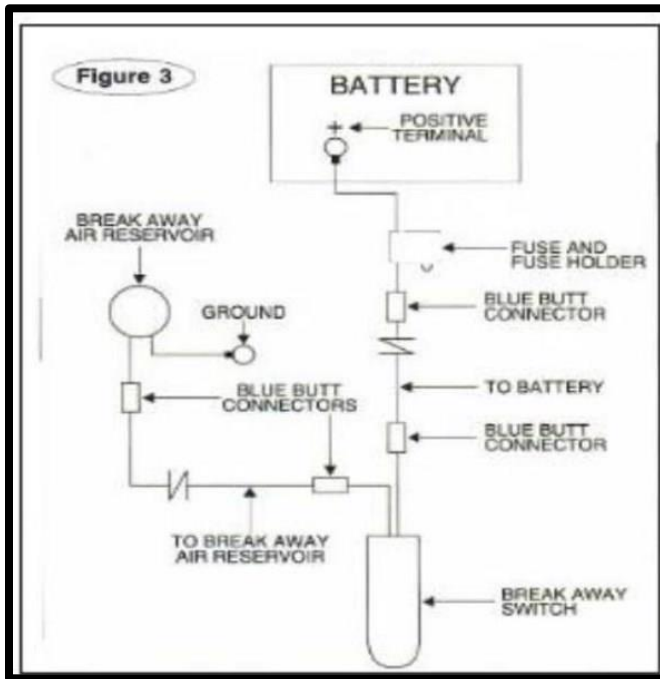 Figure 3
BATTERY
+
POSITIVE
TERMINAL
BREAK AWAY
AIR RESERVOIR
FUSE AND
FUSE HOLDER
GROUND
BLUE BUTT
CONNECTOR
BLUE BUTT
CONNECTORS
TO BATTERY
BLUE BUTT
CONNECTOR
TO BREAK AWAY
AIR RESERVOIR
BREAK AWAY
SWITCH